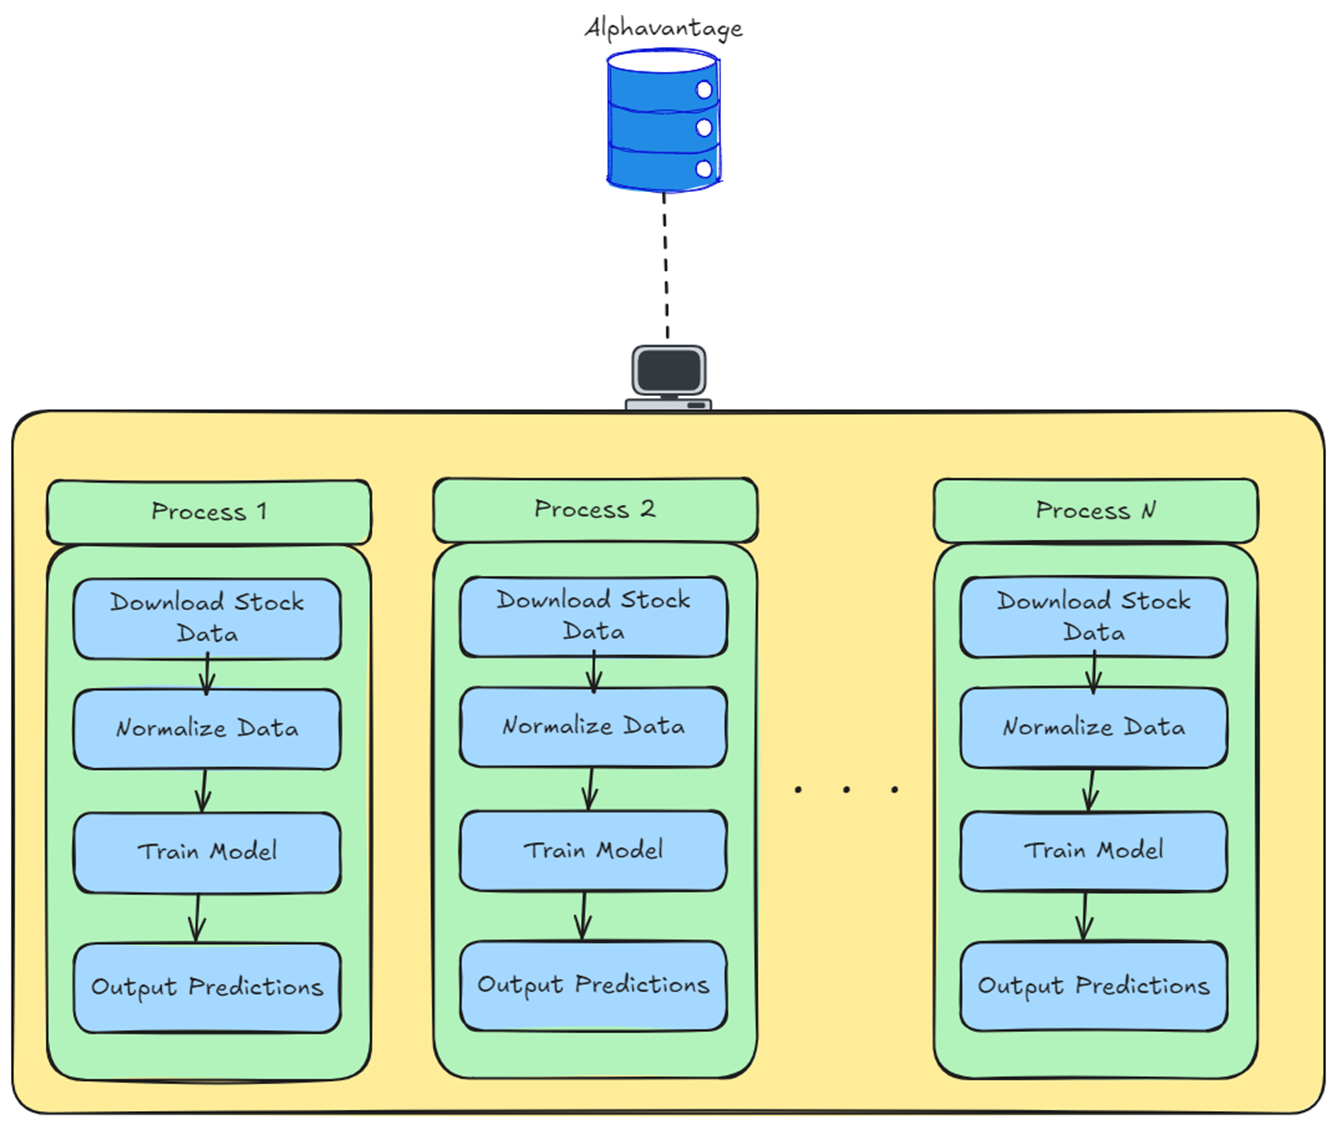 Alphavantage
Process 1
Download Stock
Data
Normalize Data
Train Model
Output Predictions
Process 2
Download Stock
Data
Normalize Data
Train Model
Output Predictions
. . .
Process N
Download Stock
Data
Normalize Data
Train Model
Output Predictions